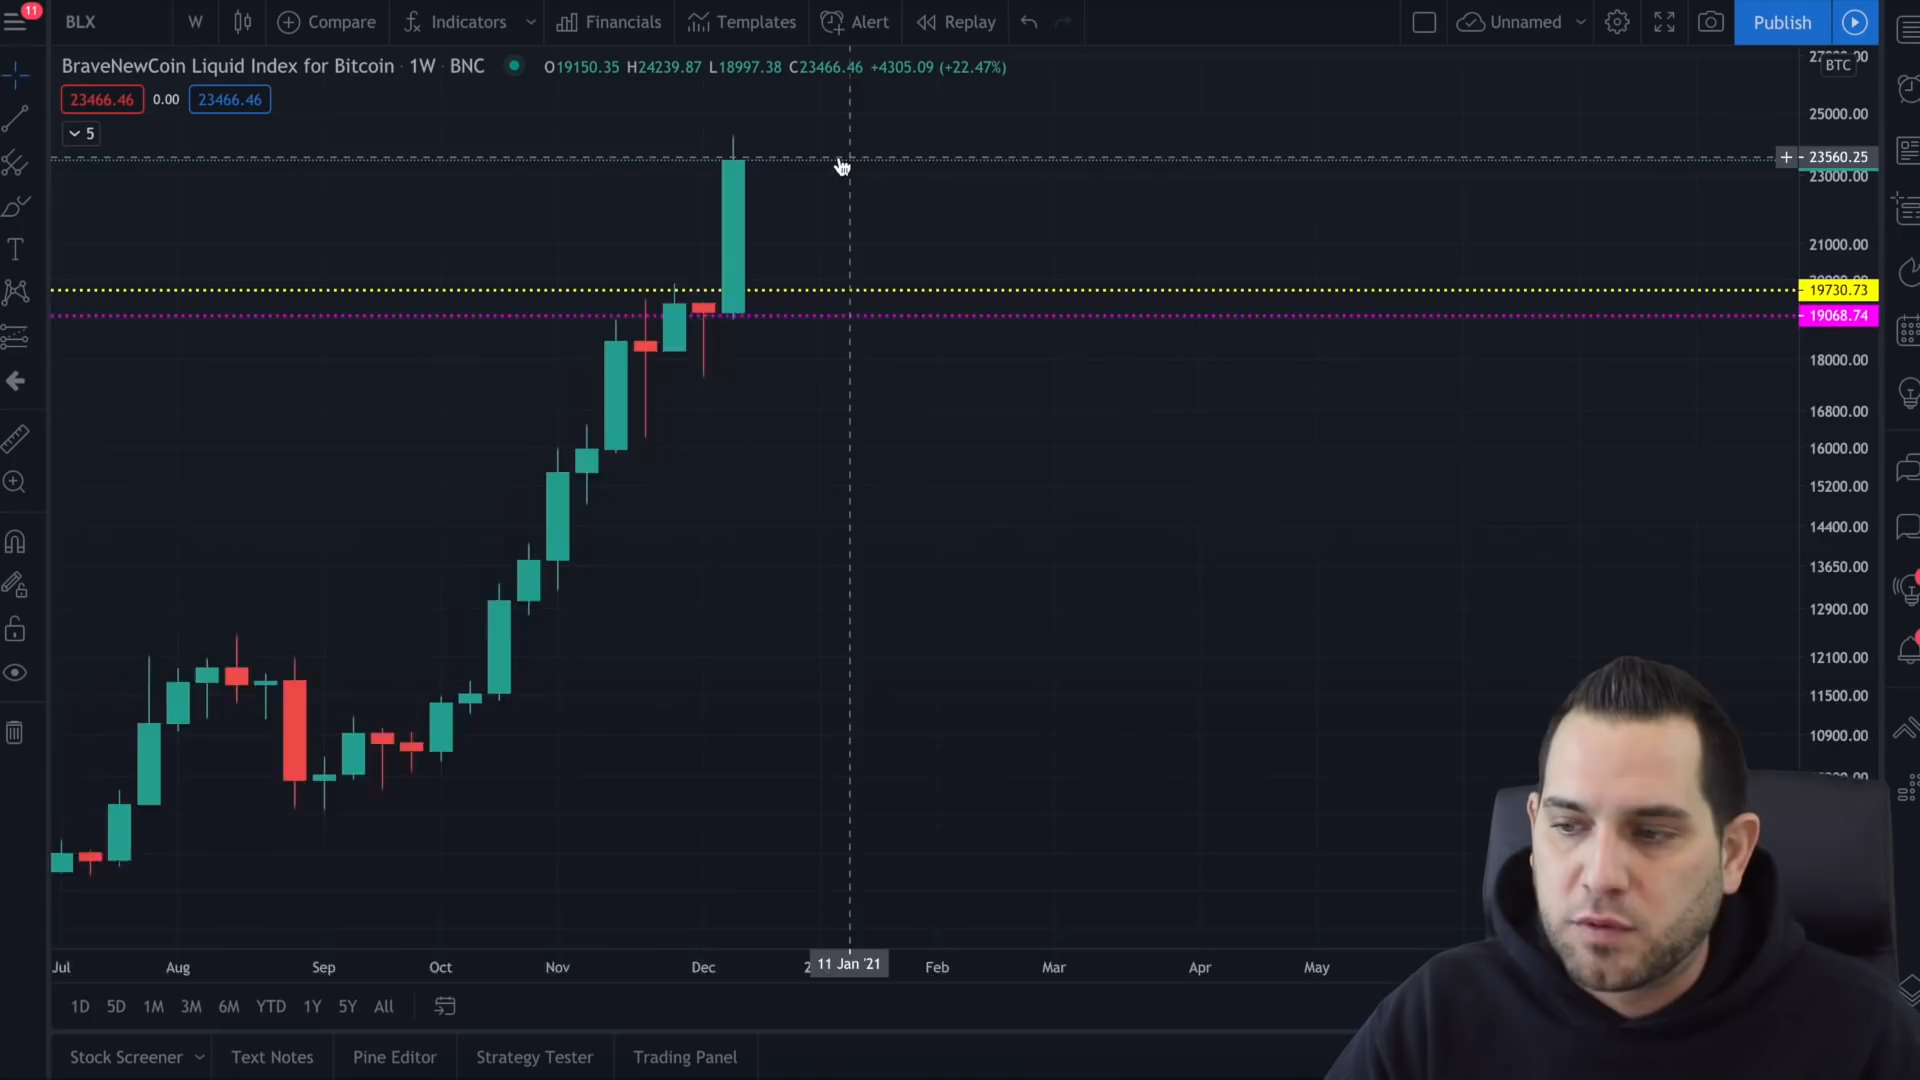 11
BLX
W
Compare
Indicators
Financials
Templates
Alert
Replay
Unnamed
Publish
BraveNewCoin Liquid Index for Bitcoin · 1W · BNC
O19150.35 H24239.87 L18997.38 C23466.46 +4305.09 (+22.47%)
23466.46 0.00 23466.46
5
BTC
25000.00
23560.25
23000.00
21000.00
19730.73
19068.74
18000.00
16800.00
16000.00
15200.00
14400.00
13650.00
12900.00
12100.00
11500.00
10900.00
Jul Aug Sep Oct Nov Dec 11 Jan '21 Feb Mar Apr May
1D 5D 1M 3M 6M YTD 1Y 5Y All
Stock Screener
Text Notes
Pine Editor
Strategy Tester
Trading Panel